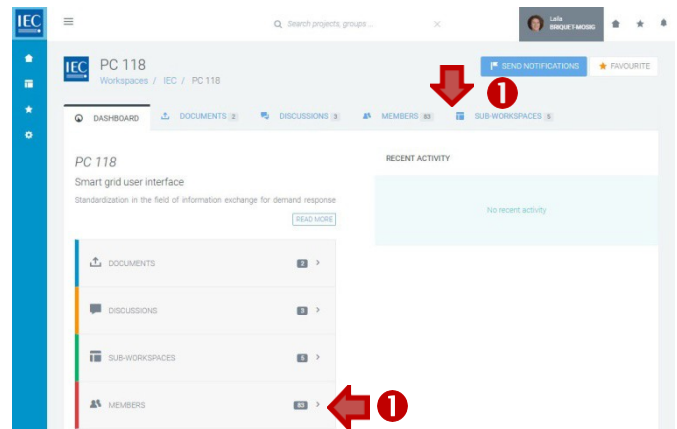 IEC
Search projects, groups ...
Laila
BRIQUET-MOSIG
IEC
PC 118
Workspaces / IEC / PC 118
SEND NOTIFICATIONS
FAVOURITE
1
DASHBOARD
DOCUMENTS 2
DISCUSSIONS 3
MEMBERS 83
SUB-WORKSPACES 5
PC 118
RECENT ACTIVITY
Smart grid user interface
Standardization in the field of information exchange for demand response
READ MORE
No recent activity
DOCUMENTS 2
DISCUSSIONS 3
SUB-WORKSPACES 5
MEMBERS 83
1